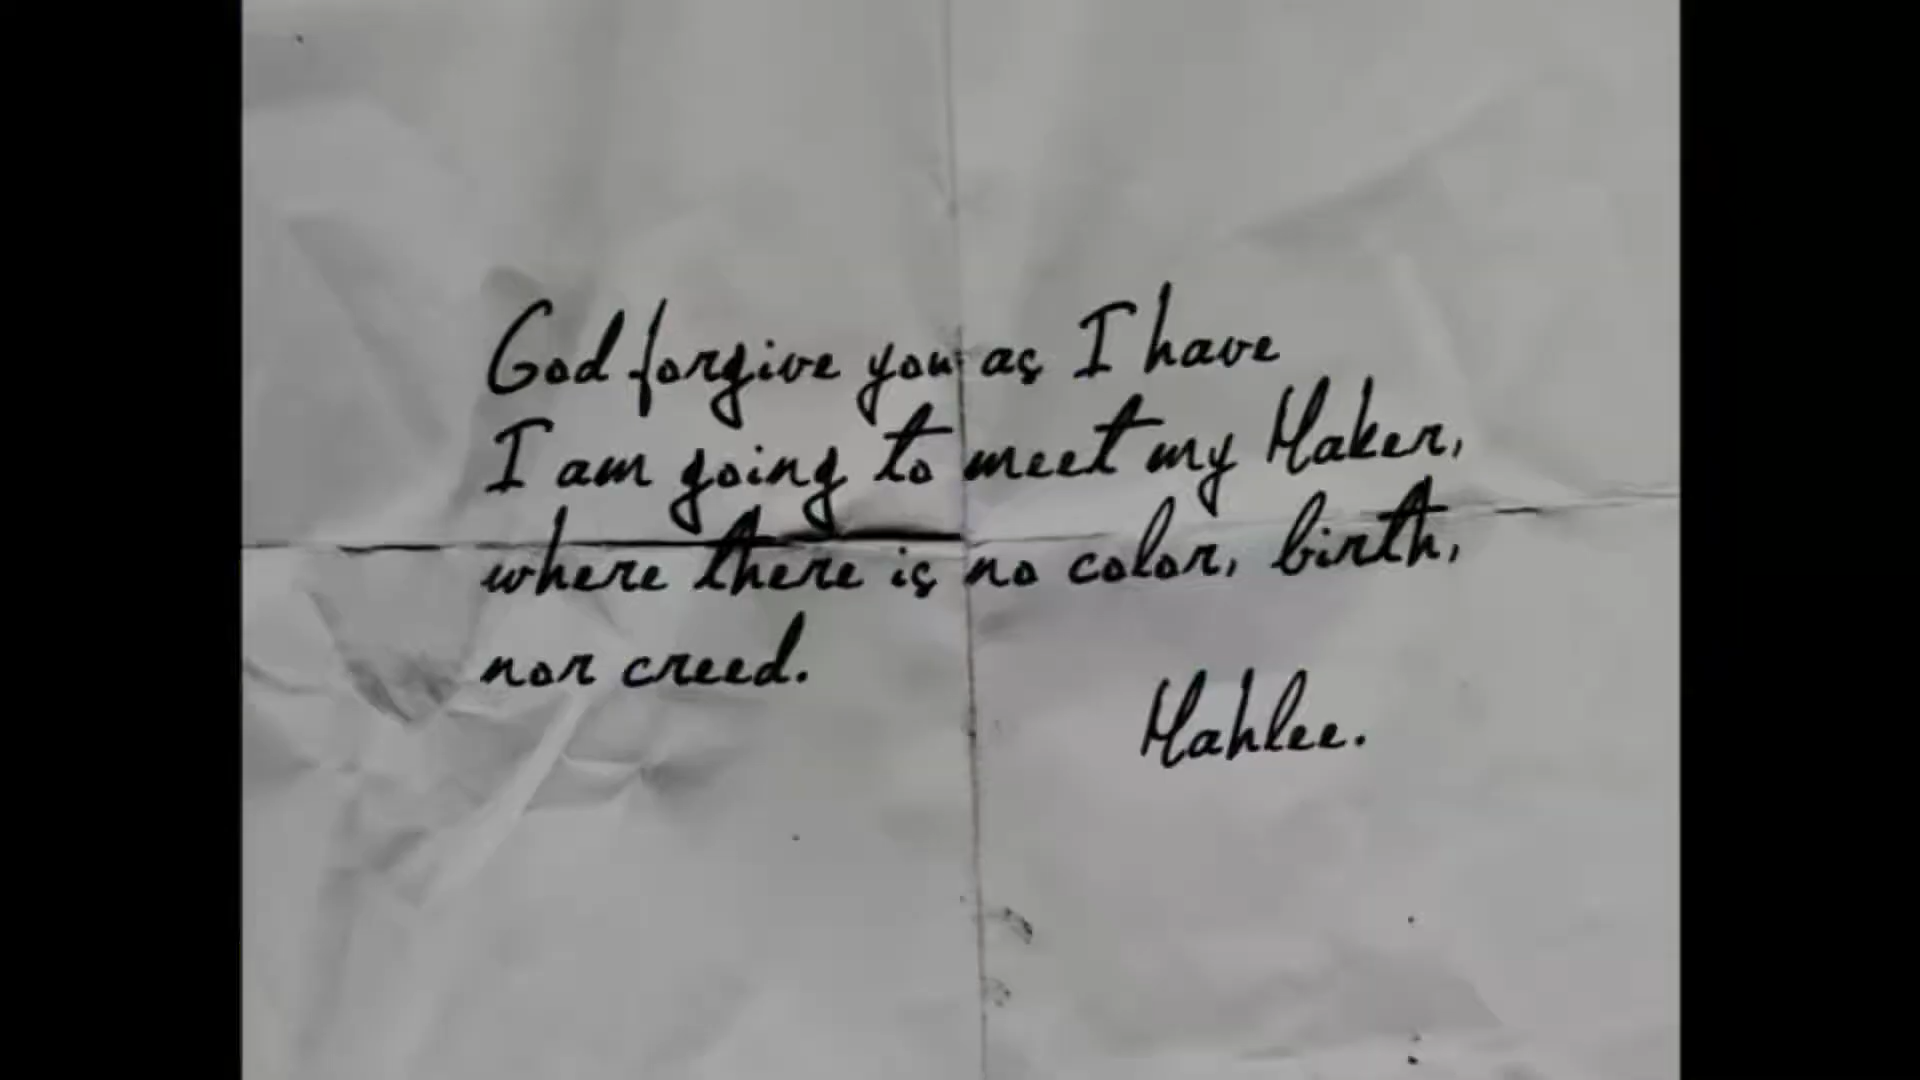 God forgive you as I have
I am going to meet my Maker,
where there is no color, birth,
nor creed.
Mahlee.